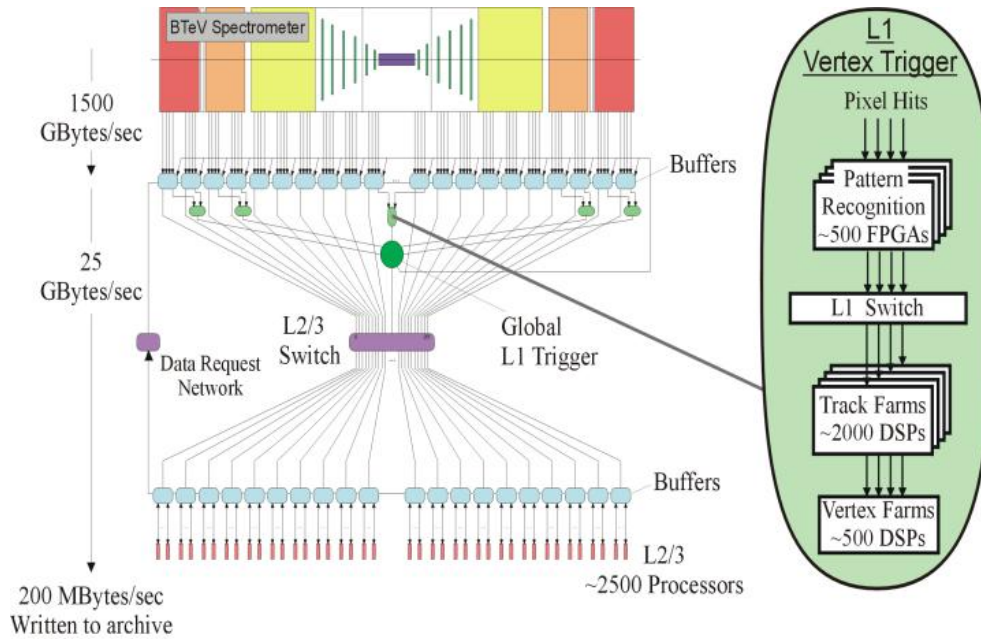 BTeV Spectrometer
1500
GBytes/sec
Buffers
25
GBytes/sec
L2/3
Switch
Global
L1 Trigger
Data Request
Network
Buffers
L2/3
~2500 Processors
200 MBytes/sec
Written to archive
L1
Vertex Trigger
Pixel Hits
Pattern
Recognition
~500 FPGAs
L1 Switch
Track Farms
~2000 DSPs
Vertex Farms
~500 DSPs